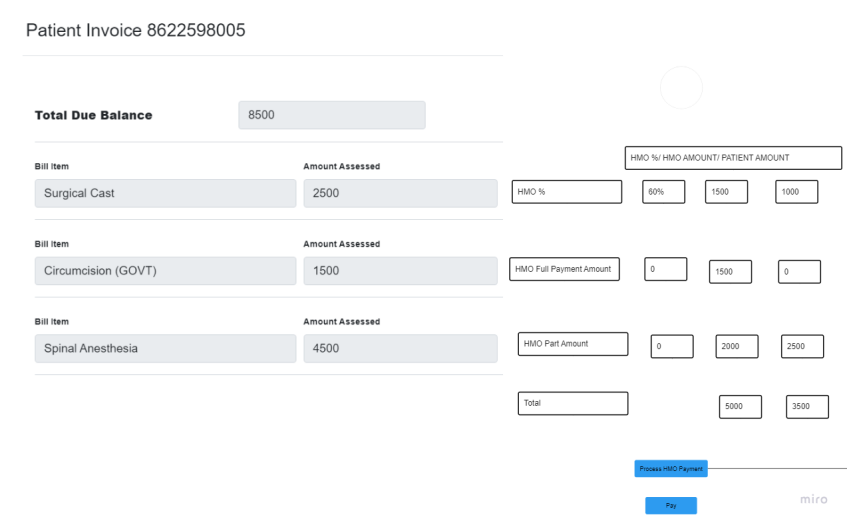 Patient Invoice 8622598005
Total Due Balance 8500
HMO %/ HMO AMOUNT/ PATIENT AMOUNT
Bill Item Amount Assessed
Surgical Cast 2500 HMO % 60% 1500 1000
Bill Item Amount Assessed
Circumcision (GOVT) 1500 HMO Full Payment Amount 0 1500 0
Bill Item Amount Assessed
Spinal Anesthesia 4500 HMO Part Amount 0 2000 2500
Total 5000 3500
Process HMO Payment
Pay
miro